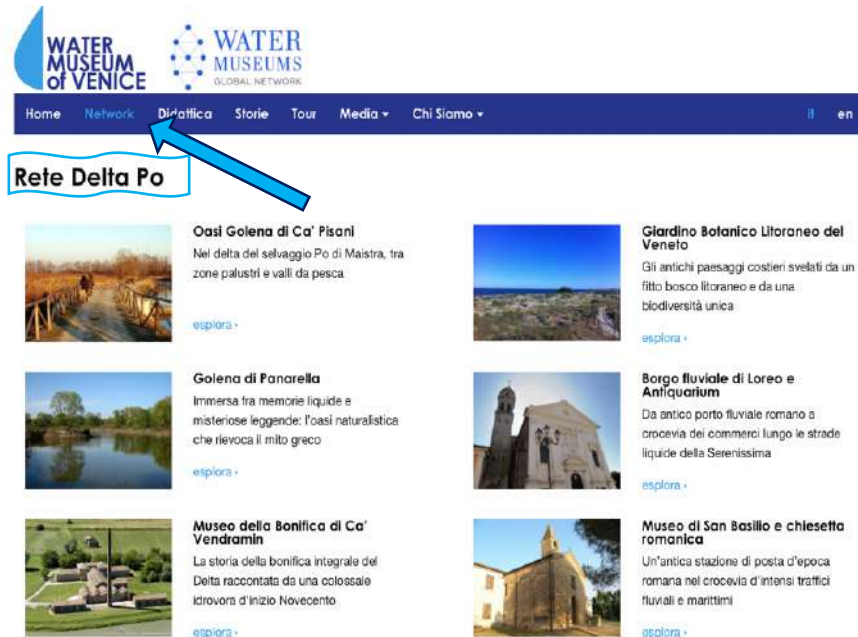 WATER
MUSEUM
of VENICE
WATER
MUSEUMS
GLOBAL NETWORK
Home Network Didattica Storie Tour Media Chi Siamo it en
Rete Delta Po
Oasi Golena di Ca' Pisani
Nel delta del selvaggio Po di Maistra, tra
zone palustri e valli da pesca
esplora ›
Giardino Botanico Litoraneo del
Veneto
Gli antichi paesaggi costieri svelati da un
fitto bosco litoraneo e da una
biodiversità unica
esplora ›
Golena di Panarella
Immersa fra memorie liquide e
misteriose leggende: l'oasi naturalistica
che rievoca il mito greco
esplora ›
Borgo fluviale di Loreo e
Antiquarium
Da antico porto fluviale romano a
crocevia dei commerci lungo le strade
liquide della Serenissima
esplora ›
Museo della Bonifica di Ca'
Vendramin
La storia della bonifica integrale del
Delta raccontata da una colossale
idrovora d'inizio Novecento
esplora ›
Museo di San Basilio e chiesetta
romanica
Un'antica stazione di posta d'epoca
romana nel crocevia d'intensi traffici
fluviali e marittimi
esplora ›